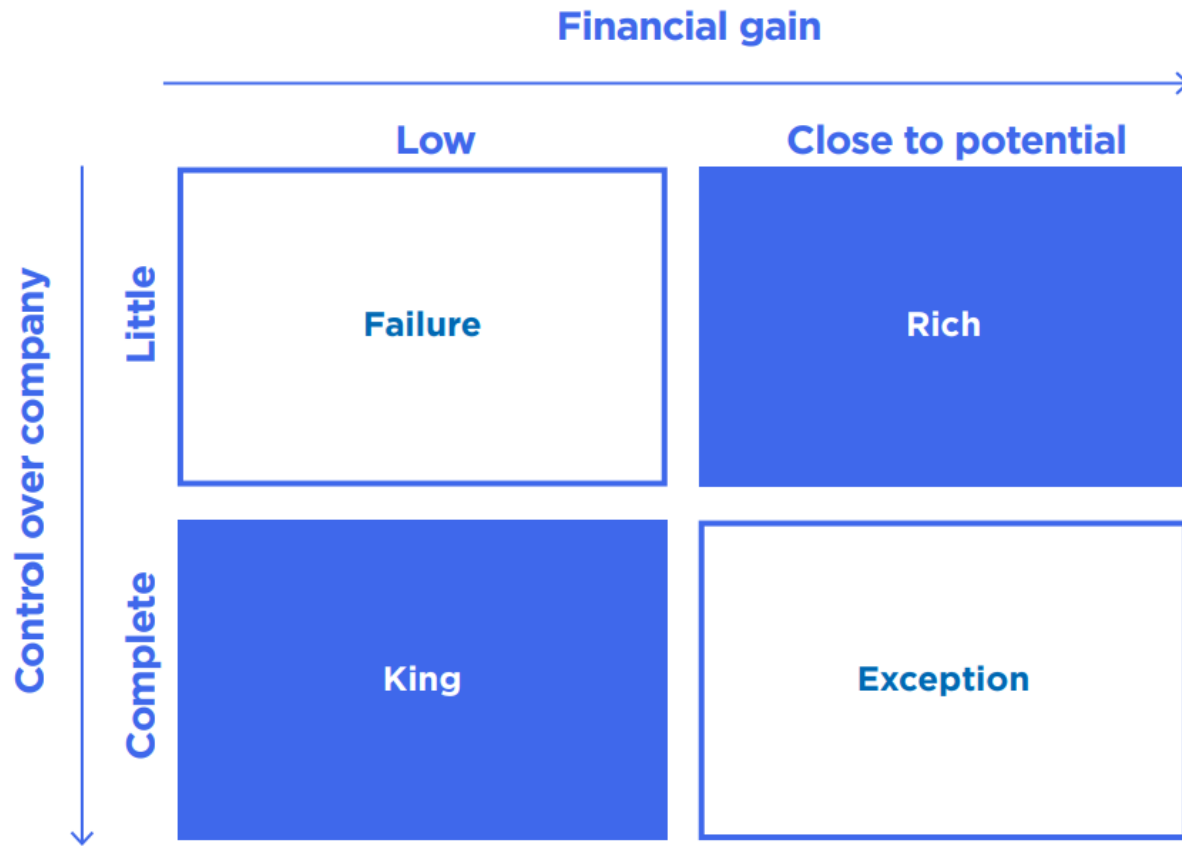 Financial gain
Low
Close to potential
Control over company
Little
Failure
Rich
Complete
King
Exception